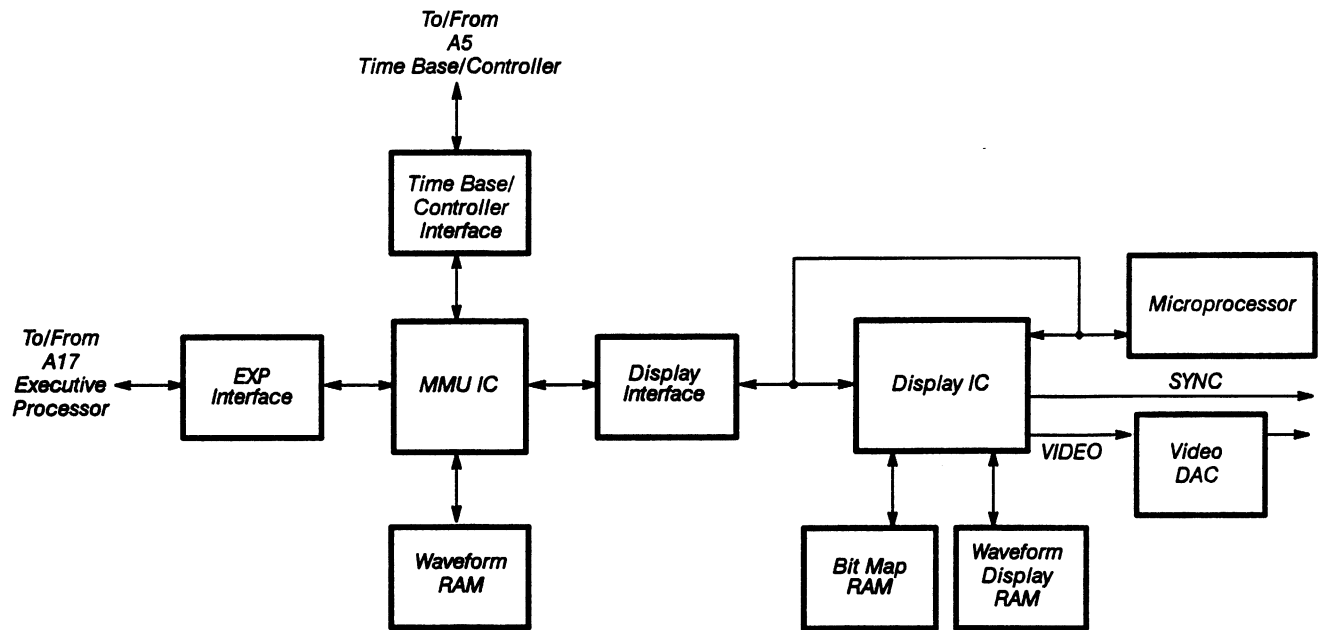 To/From
A5
Time Base/Controller
Time Base/
Controller
Interface
Microprocessor
To/From
A17
Executive
Processor
EXP
Interface
MMU IC
Display
Interface
Display IC
SYNC
VIDEO
Video
DAC
Waveform
RAM
Bit Map
RAM
Waveform
Display
RAM